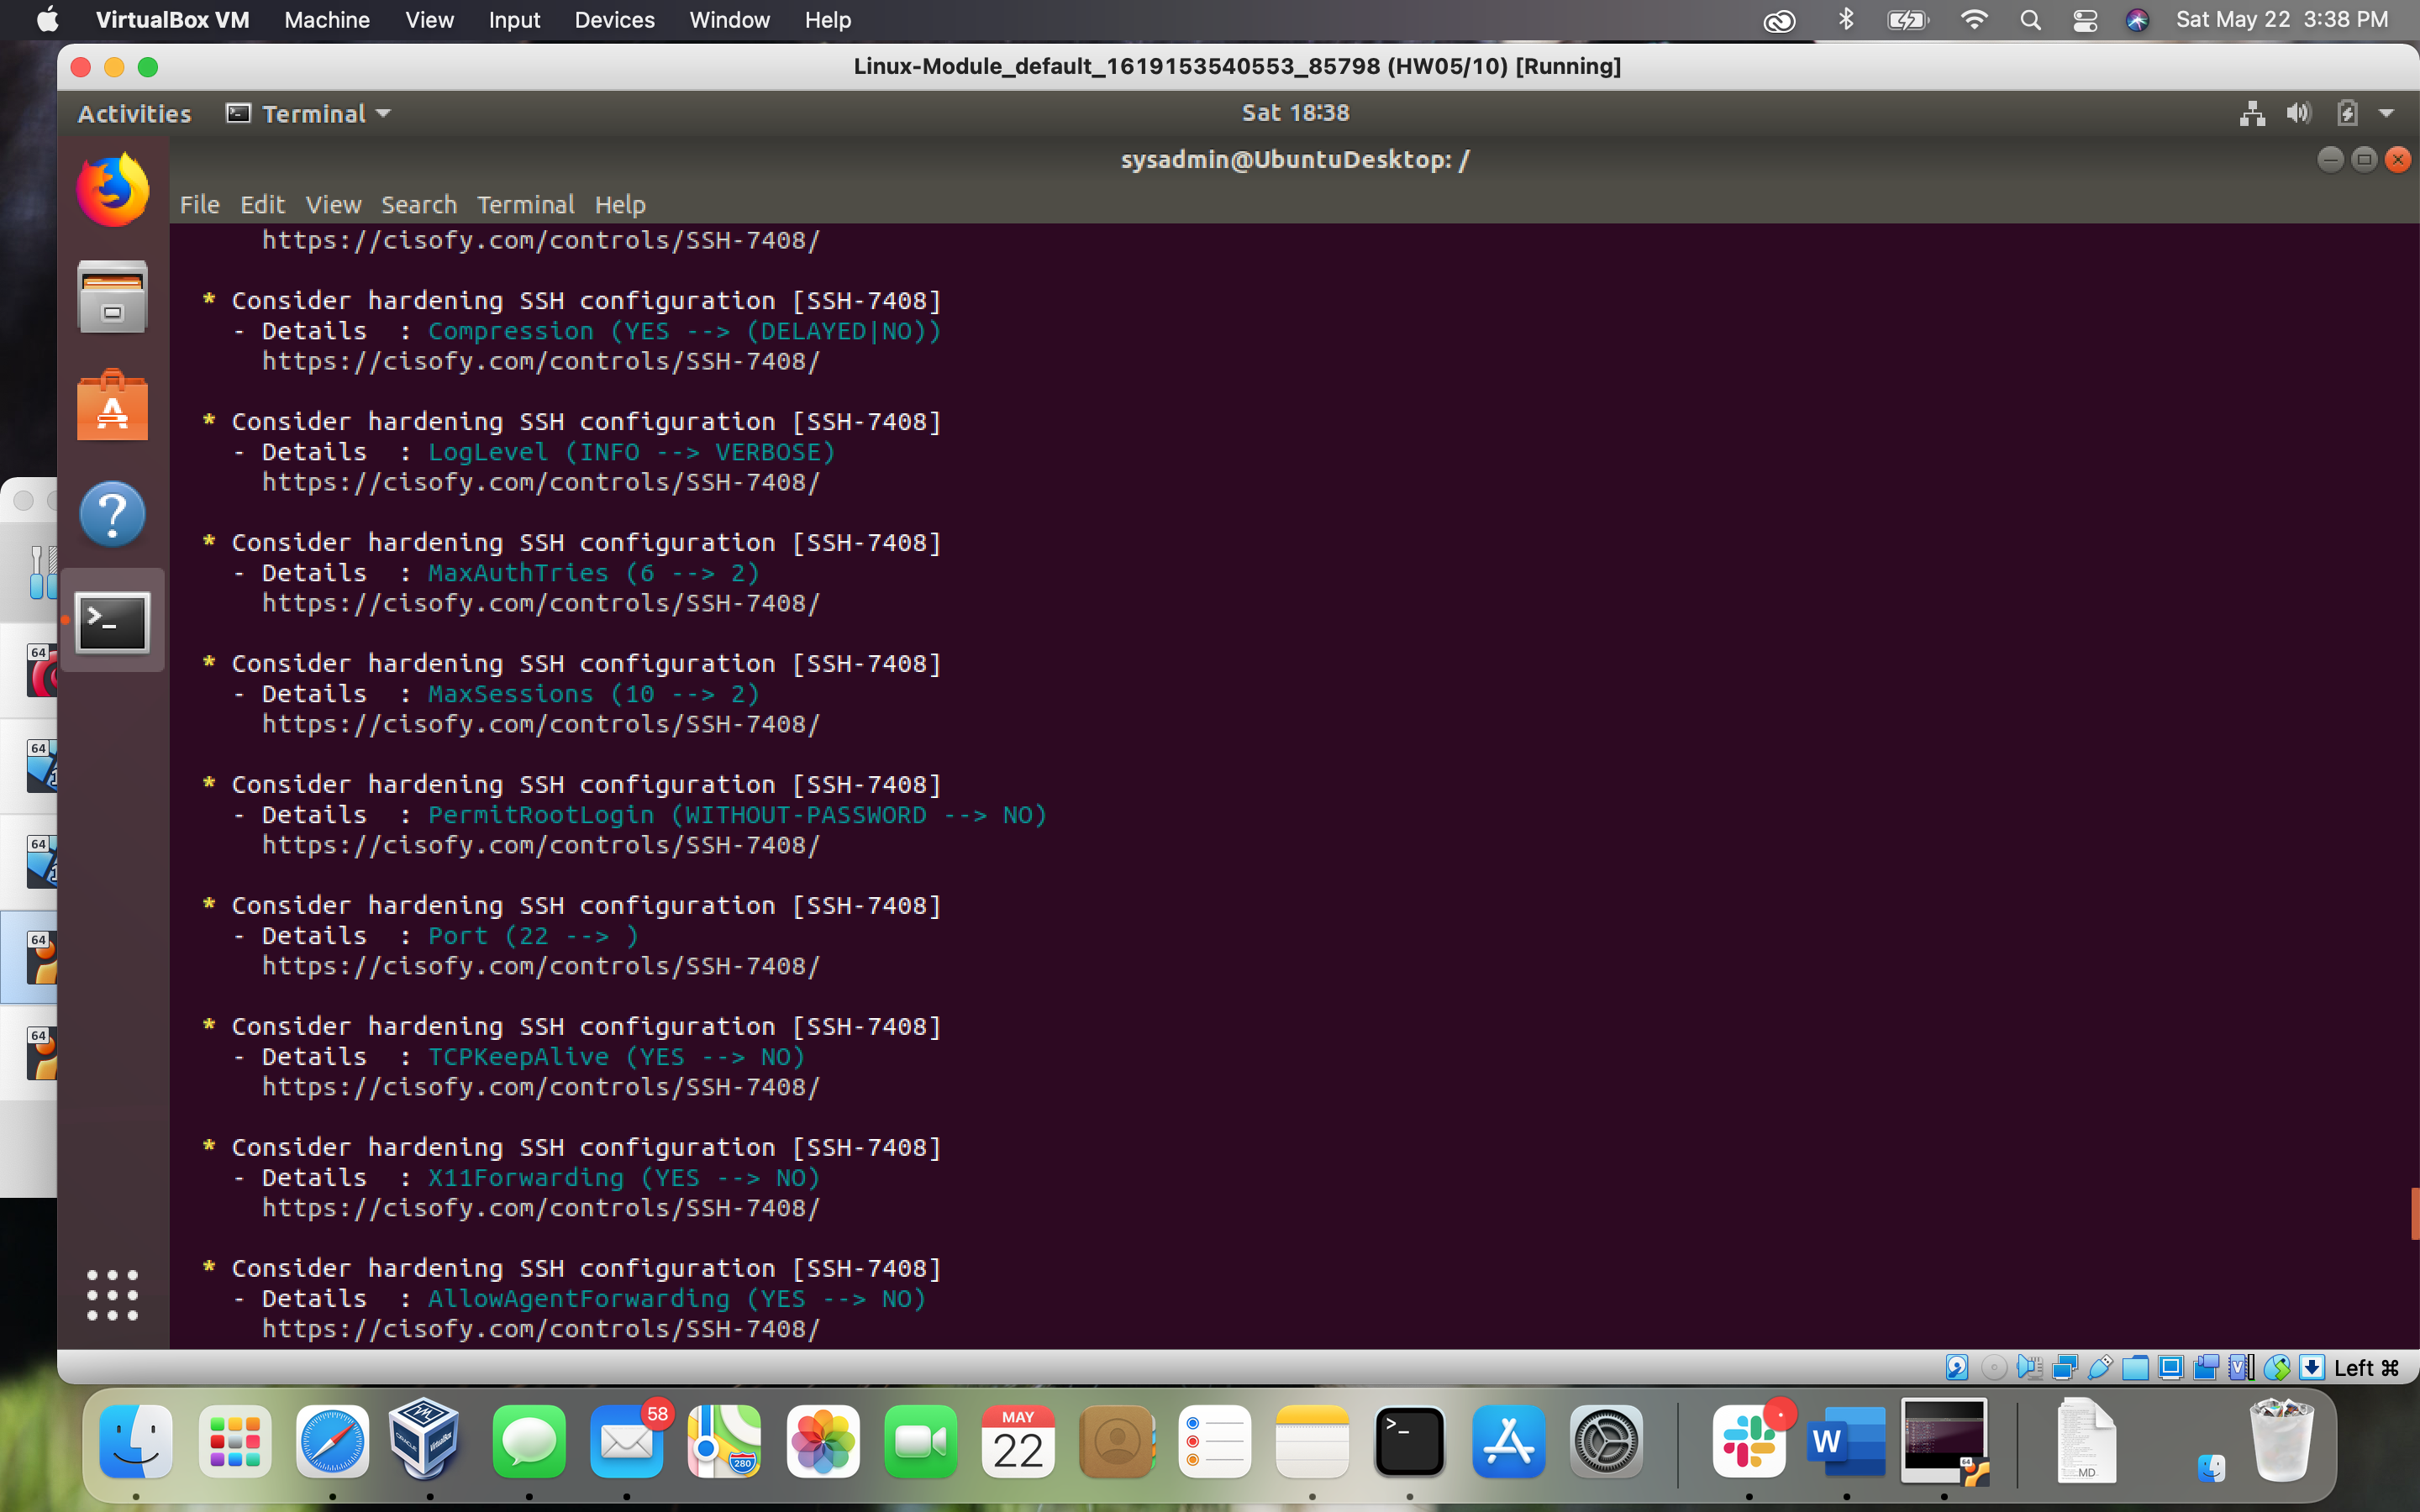 VirtualBox VM Machine View Input Devices Window Help Sat May 22 3:38 PM
Linux-Module_default_1619153540553_85798 (HW05/10) [Running]
Activities Terminal Sat 18:38
sysadmin@UbuntuDesktop: /
File Edit View Search Terminal Help
https://cisofy.com/controls/SSH-7408/
* Consider hardening SSH configuration [SSH-7408]
- Details : Compression (YES --> (DELAYED|NO))
https://cisofy.com/controls/SSH-7408/
* Consider hardening SSH configuration [SSH-7408]
- Details : LogLevel (INFO --> VERBOSE)
https://cisofy.com/controls/SSH-7408/
* Consider hardening SSH configuration [SSH-7408]
- Details : MaxAuthTries (6 --> 2)
https://cisofy.com/controls/SSH-7408/
* Consider hardening SSH configuration [SSH-7408]
- Details : MaxSessions (10 --> 2)
https://cisofy.com/controls/SSH-7408/
* Consider hardening SSH configuration [SSH-7408]
- Details : PermitRootLogin (WITHOUT-PASSWORD --> NO)
https://cisofy.com/controls/SSH-7408/
* Consider hardening SSH configuration [SSH-7408]
- Details : Port (22 --> )
https://cisofy.com/controls/SSH-7408/
* Consider hardening SSH configuration [SSH-7408]
- Details : TCPKeepAlive (YES --> NO)
https://cisofy.com/controls/SSH-7408/
* Consider hardening SSH configuration [SSH-7408]
- Details : X11Forwarding (YES --> NO)
https://cisofy.com/controls/SSH-7408/
* Consider hardening SSH configuration [SSH-7408]
- Details : AllowAgentForwarding (YES --> NO)
https://cisofy.com/controls/SSH-7408/
64
64
64
64
64
Left ⌘
58
280
MAY
22
W
64
MD